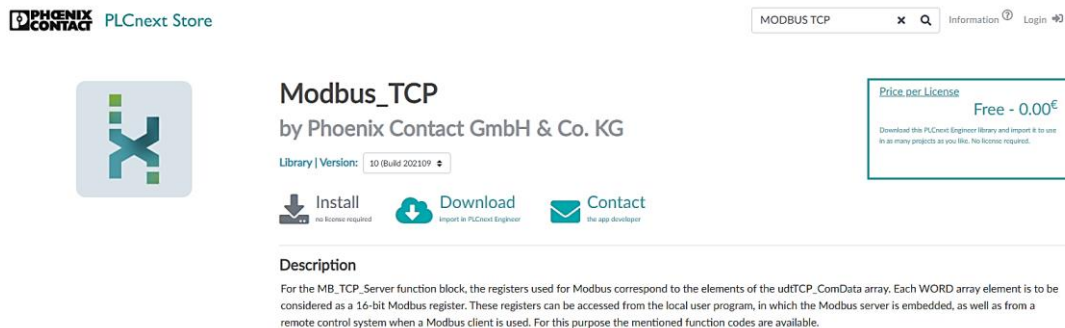 PHŒNIX CONTACT PLCnext Store
MODBUS TCP
Information ?
Login
Modbus_TCP
by Phoenix Contact GmbH & Co. KG
Library | Version: 10 (Build 202109
Install
no license required
Download
import in PLCnext Engineer
Contact
the app developer
Price per License
Free - 0.00€
Download this PLCnext Engineer library and import it to use
in as many projects as you like. No license required.
Description
For the MB_TCP_Server function block, the registers used for Modbus correspond to the elements of the udtTCP_ComData array. Each WORD array element is to be
considered as a 16-bit Modbus register. These registers can be accessed from the local user program, in which the Modbus server is embedded, as well as from a
remote control system when a Modbus client is used. For this purpose the mentioned function codes are available.